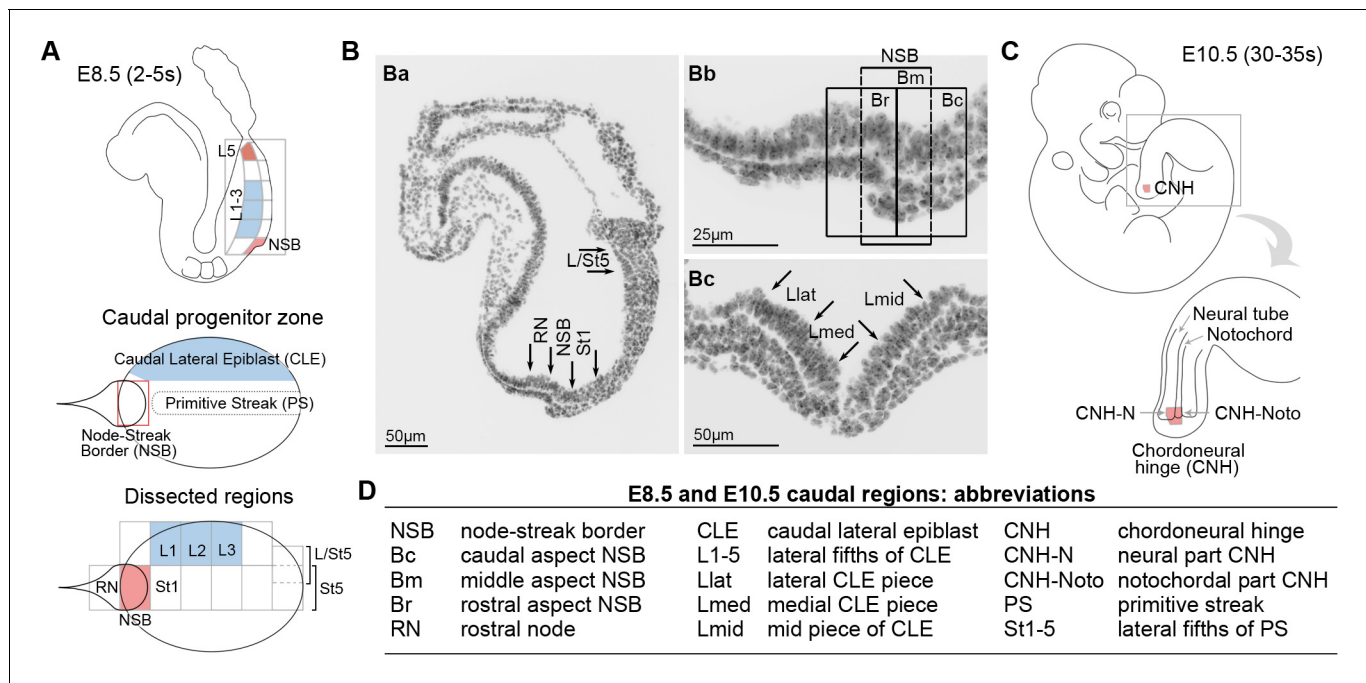 A
E8.5 (2-5s)
L5
L1-3
NSB
Caudal progenitor zone
Caudal Lateral Epiblast (CLE)
Primitive Streak (PS)
Node-Streak
Border (NSB)
Dissected regions
L1 L2 L3
L/St5
RN St1
St5
NSB
B
Ba
L/St5
RN
NSB
St1
50µm
Bb
NSB
Bm
Br Bc
25µm
Bc
Llat Lmid
Lmed
50µm
C
E10.5 (30-35s)
CNH
Neural tube
Notochord
CNH-N CNH-Noto
Chordoneural
hinge (CNH)
D
E8.5 and E10.5 caudal regions: abbreviations
NSB node-streak border CLE caudal lateral epiblast CNH chordoneural hinge
Bc caudal aspect NSB L1-5 lateral fifths of CLE CNH-N neural part CNH
Bm middle aspect NSB Llat lateral CLE piece CNH-Noto notochordal part CNH
Br rostral aspect NSB Lmed medial CLE piece PS primitive streak
RN rostral node Lmid mid piece of CLE St1-5 lateral fifths of PS